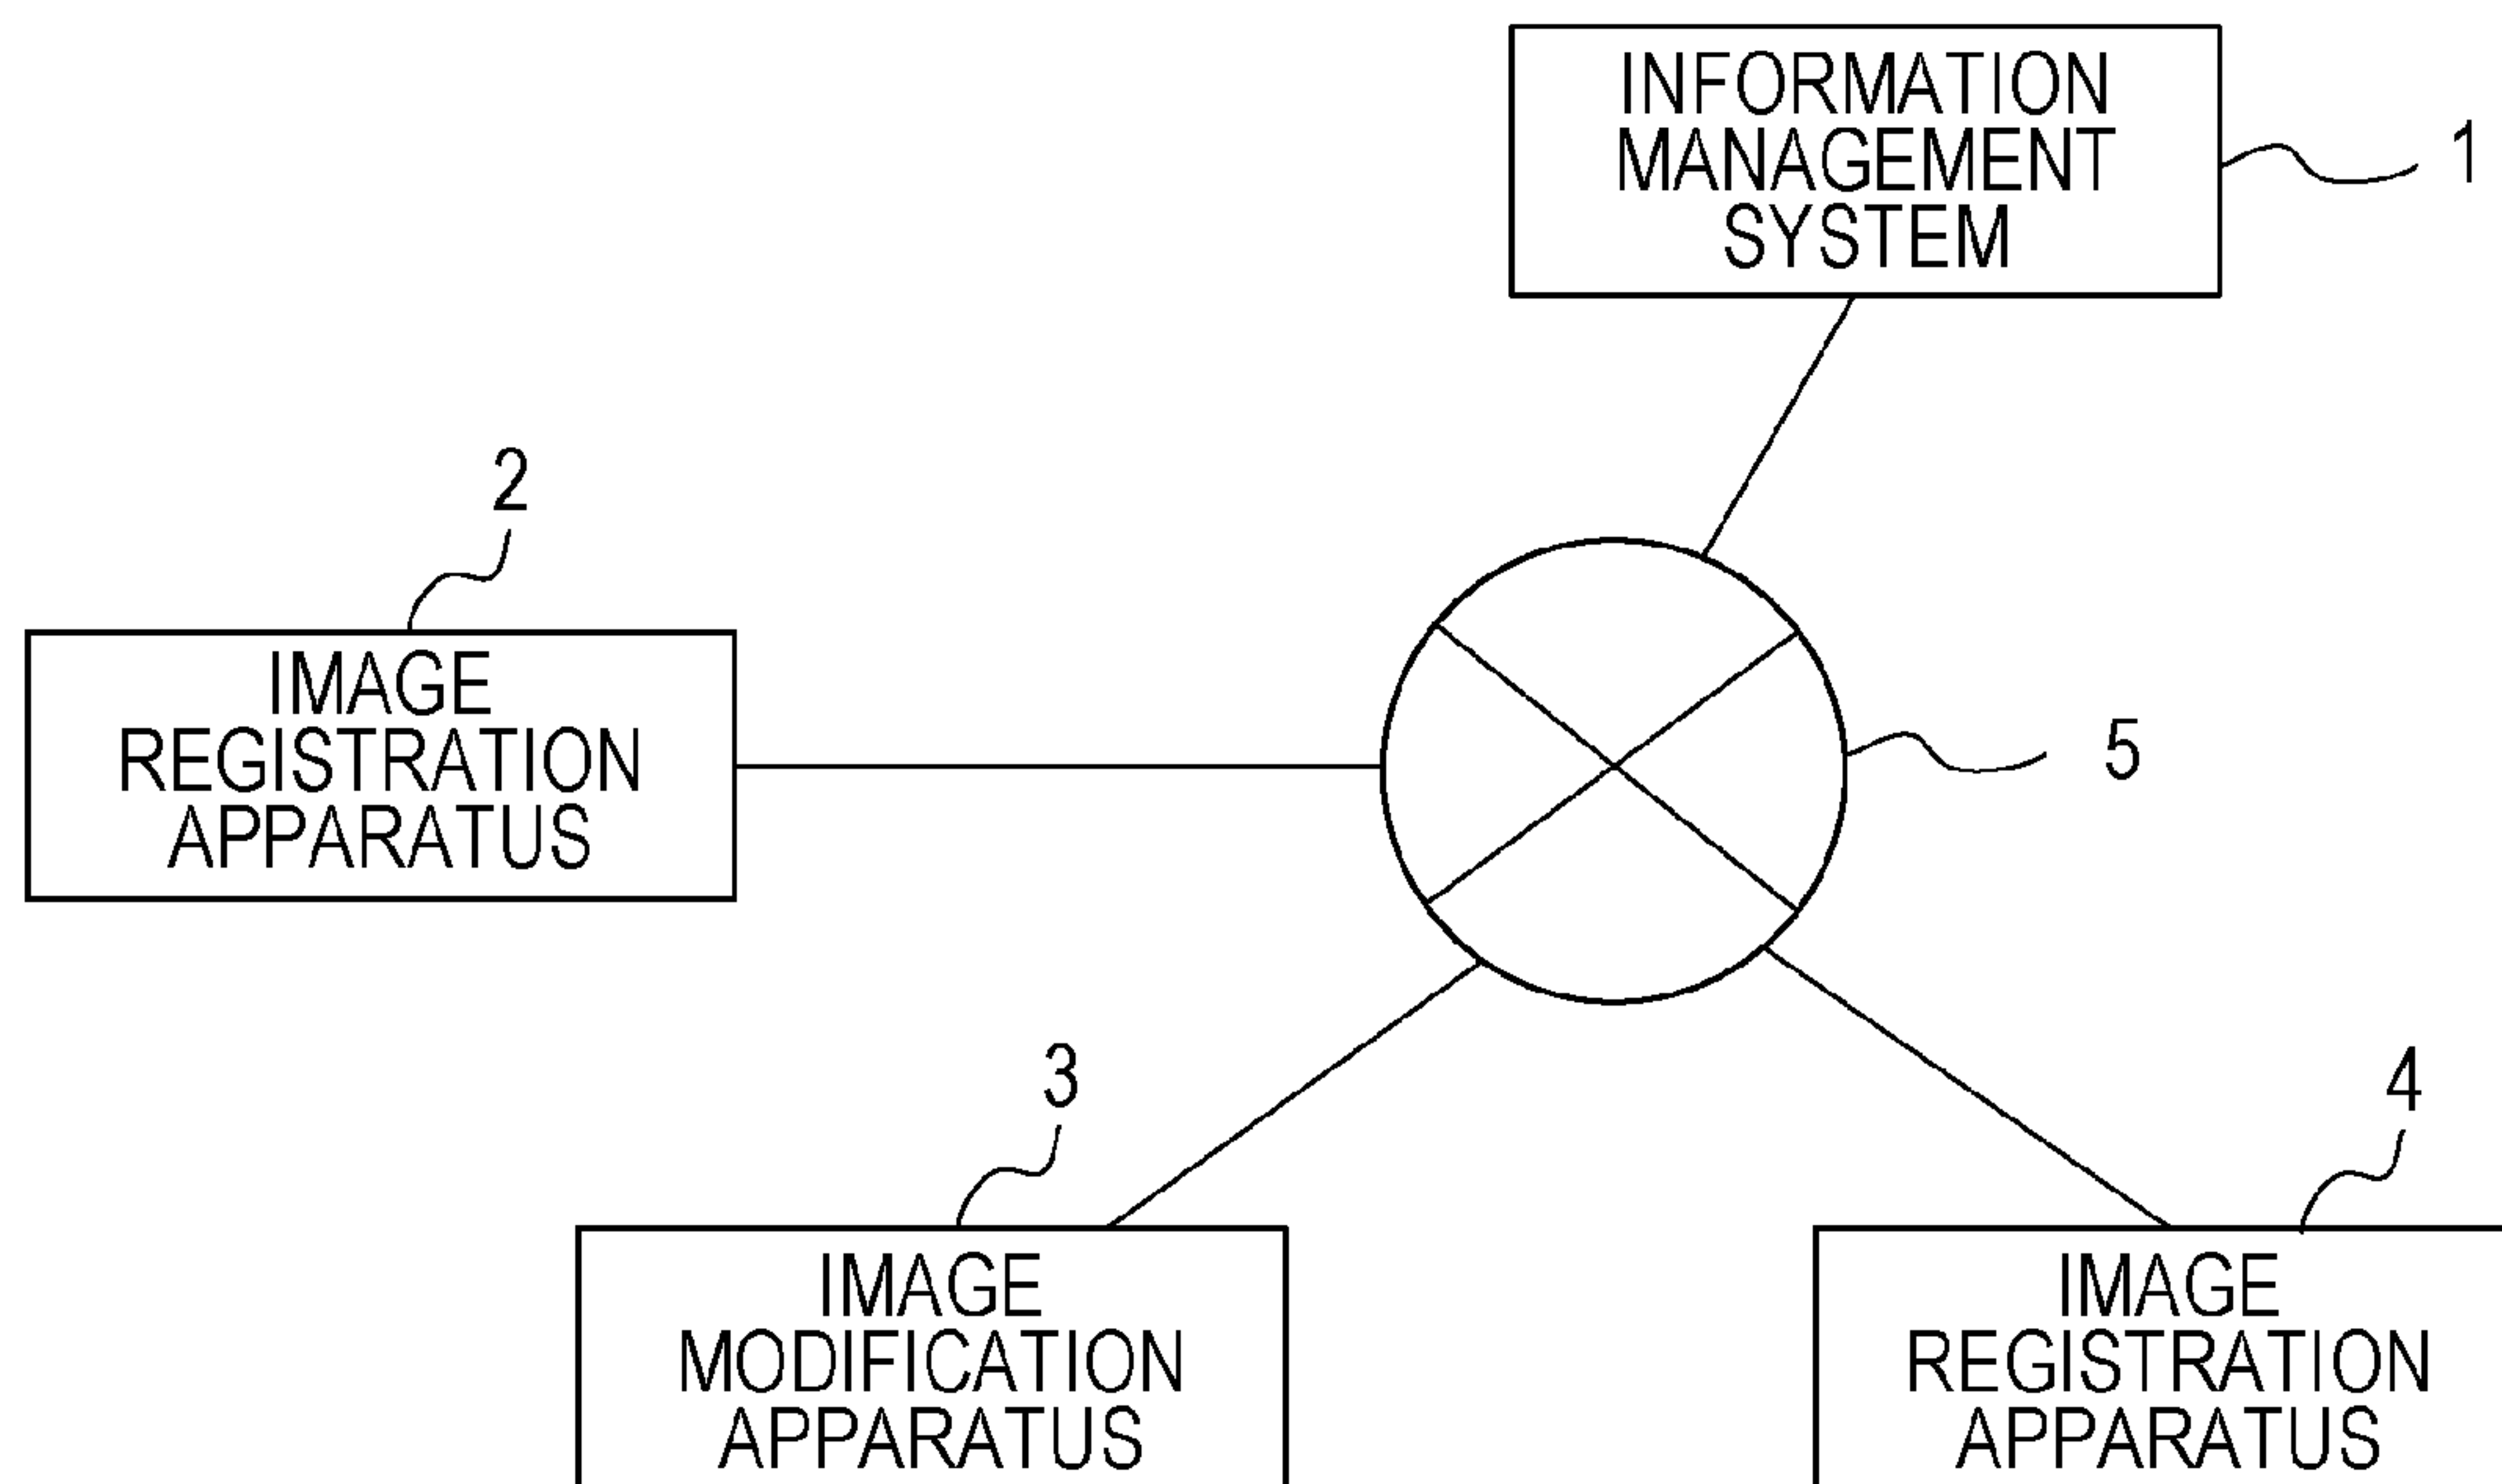 INFORMATION
MANAGEMENT
SYSTEM
1
2
IMAGE
REGISTRATION
APPARATUS
5
3
IMAGE
MODIFICATION
APPARATUS
4
IMAGE
REGISTRATION
APPARATUS